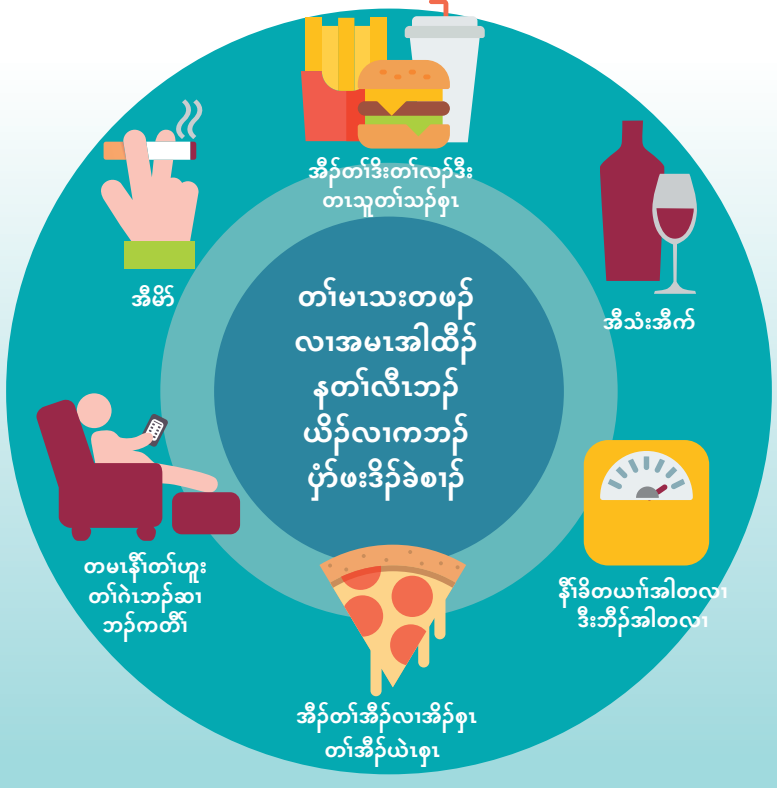 အီၣ်တၢ်ဒိးတၢ်လၣ်ဒီး
တၤသူတၢ်သၣ်စှၤ
အီမိာ်
အီသံးအီက်
တၢ်မၤသးတဖၣ်
လၢအမၤအါထီၣ်
နတၢ်လီၤဘၣ်
ယိၣ်လၢကဘၣ်
ပှံာ်ဖးဒိၣ်ခဲစၢၣ်
တမၤနီၢ်တၢ်ဟူး
တၢ်ဂဲၤဘၣ်ဆၢ
ဘၣ်ကတီၢ်
နီၢ်ခိတယၢၢ်အါတလၢ
ဒီးဘီၣ်အါတလၢ
အီၣ်တၢ်အီၣ်လၢအိၣ်စှၤ
တၢ်အီၣ်ယဲၤစှၤ